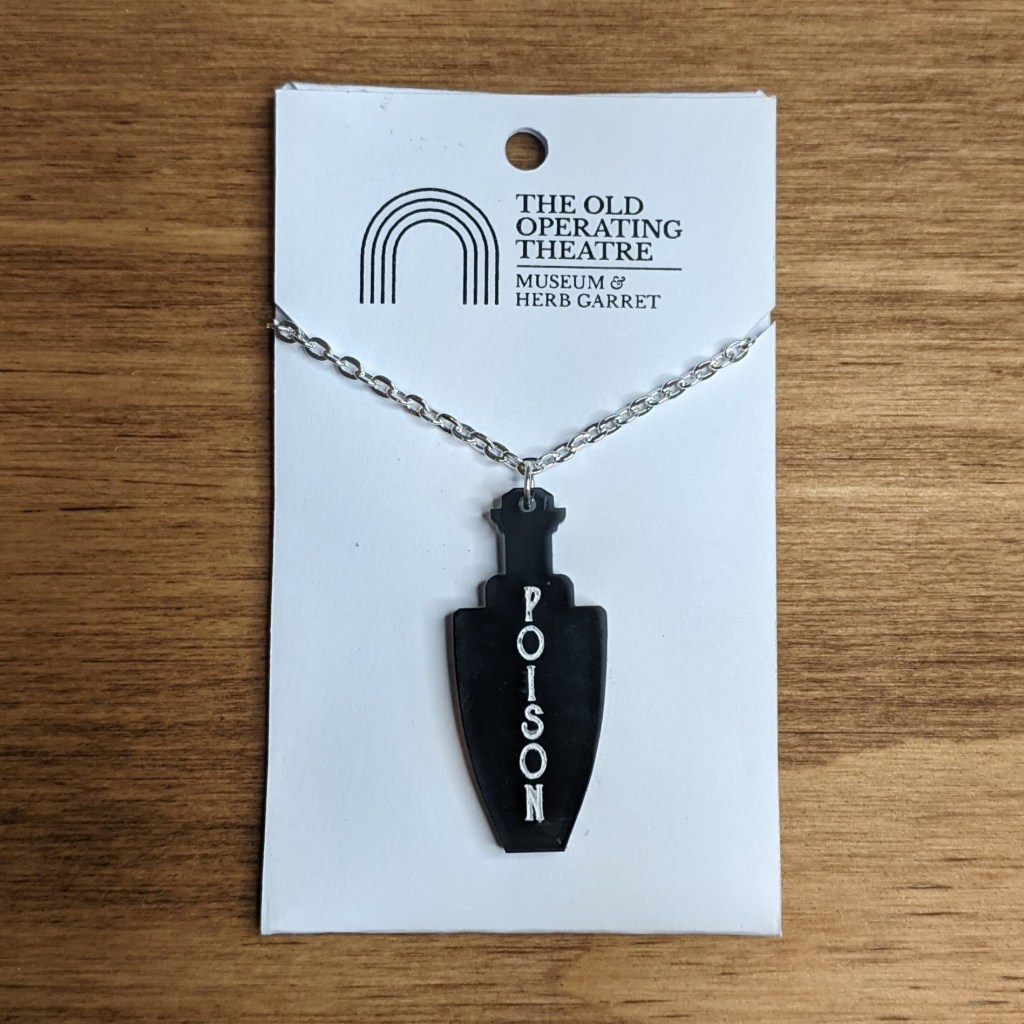 THE OLD
OPERATING
THEATRE
MUSEUM &
HERB GARRET
POISON